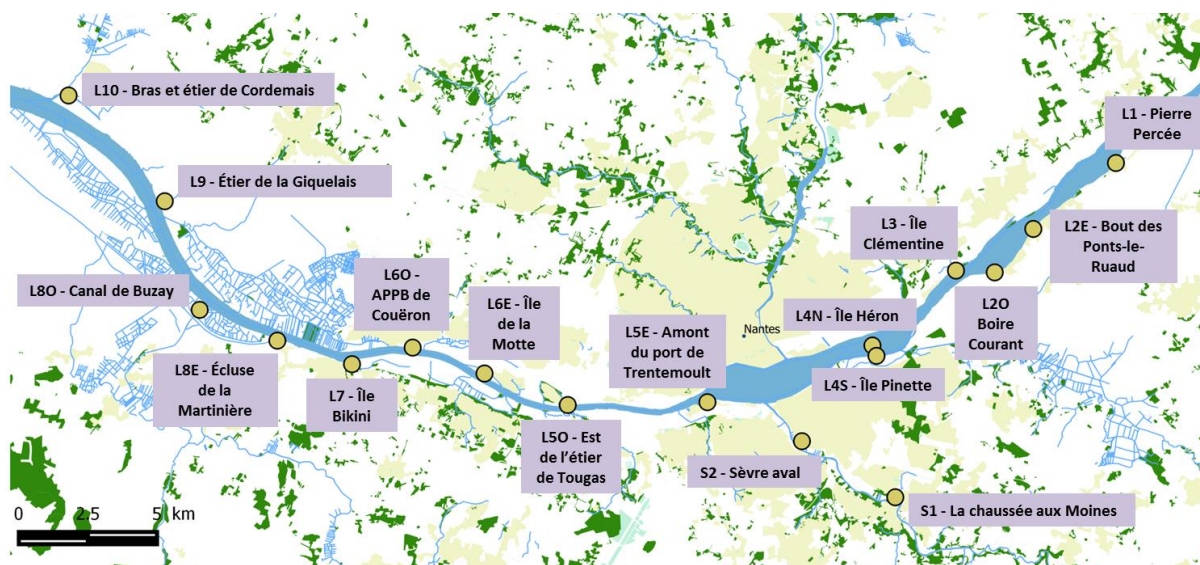 L10 - Bras et étier de Cordemais
L1 - Pierre
Percée
L9 - Étier de la Giquelais
L3 - Île
Clémentine
L2E - Bout des
Ponts-le-
Ruaud
L8O - Canal de Buzay
L6O -
APPB de
Couëron
L6E - Île
de la
Motte
L5E - Amont
du port de
Trentemoult
Nantes
L4N - Île Héron
L2O
Boire
Courant
L8E - Écluse
de la
Martinière
L7 - Île
Bikini
L4S - Île Pinette
L5O - Est
de l'étier
de Tougas
S2 - Sèvre aval
S1 - La chaussée aux Moines
0 2.5 5 km